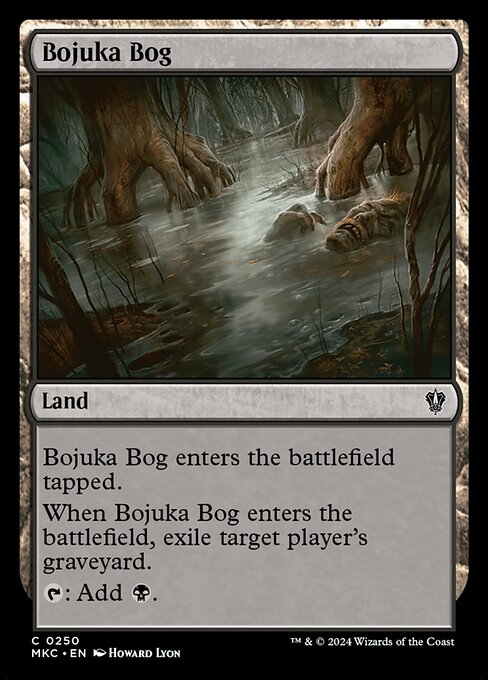 Bojuka Bog
Land
Bojuka Bog enters the battlefield
tapped.
When Bojuka Bog enters the
battlefield, exile target player's
graveyard.
: Add .
C 0250
MKC • EN Howard Lyon
™ & © 2024 Wizards of the Coast